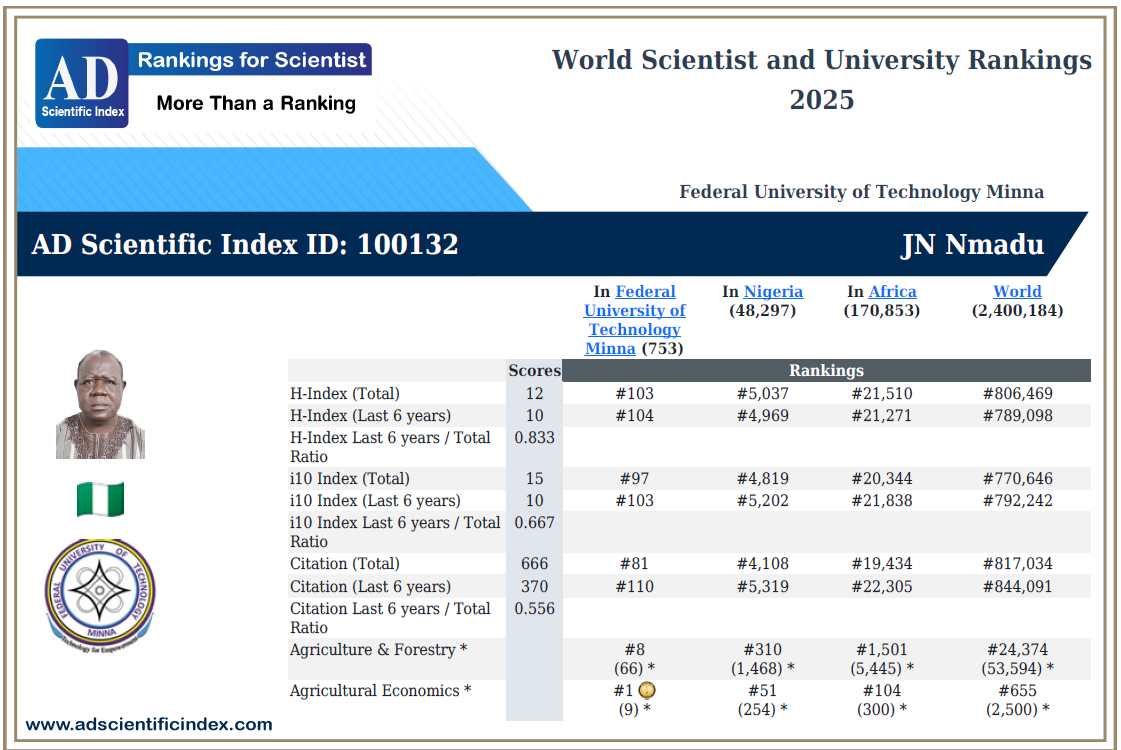 AD
Scientific Index
Rankings for Scientist
More Than a Ranking
World Scientist and University Rankings
2025
Federal University of Technology Minna
AD Scientific Index ID: 100132
JN Nmadu
In Federal University of Technology Minna (753)
In Nigeria (48,297)
In Africa (170,853)
World (2,400,184)
Scores Rankings
H-Index (Total) 12 #103 #5,037 #21,510 #806,469
H-Index (Last 6 years) 10 #104 #4,969 #21,271 #789,098
H-Index Last 6 years / Total Ratio 0.833
i10 Index (Total) 15 #97 #4,819 #20,344 #770,646
i10 Index (Last 6 years) 10 #103 #5,202 #21,838 #792,242
i10 Index Last 6 years / Total Ratio 0.667
Citation (Total) 666 #81 #4,108 #19,434 #817,034
Citation (Last 6 years) 370 #110 #5,319 #22,305 #844,091
Citation Last 6 years / Total Ratio 0.556
Agriculture & Forestry * #8 #310 #1,501 #24,374
(66) * (1,468) * (5,445) * (53,594) *
Agricultural Economics * #1 #51 #104 #655
(9) * (254) * (300) * (2,500) *
FEDERAL UNIVERSITY OF TECHNOLOGY
MINNA
Technology for Empowerment
www.adscientificindex.com